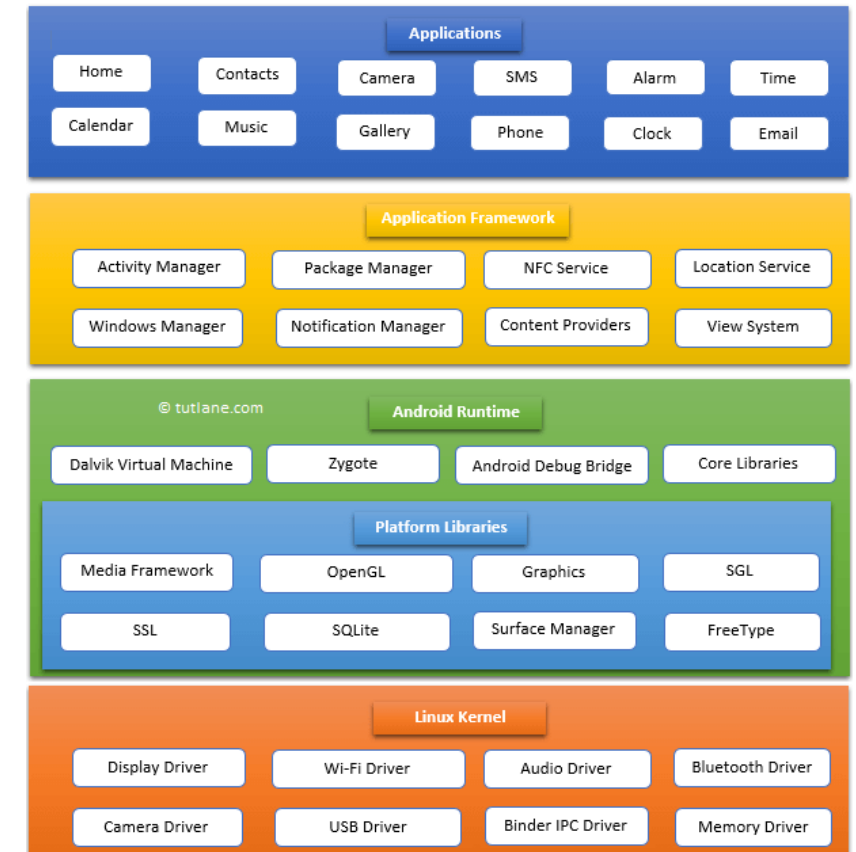 Applications
Home Contacts Camera SMS Alarm Time
Calendar Music Gallery Phone Clock Email
Application Framework
Activity Manager Package Manager NFC Service Location Service
Windows Manager Notification Manager Content Providers View System
© tutlane.com
Android Runtime
Dalvik Virtual Machine Zygote Android Debug Bridge Core Libraries
Platform Libraries
Media Framework OpenGL Graphics SGL
SSL SQLite Surface Manager FreeType
Linux Kernel
Display Driver Wi-Fi Driver Audio Driver Bluetooth Driver
Camera Driver USB Driver Binder IPC Driver Memory Driver